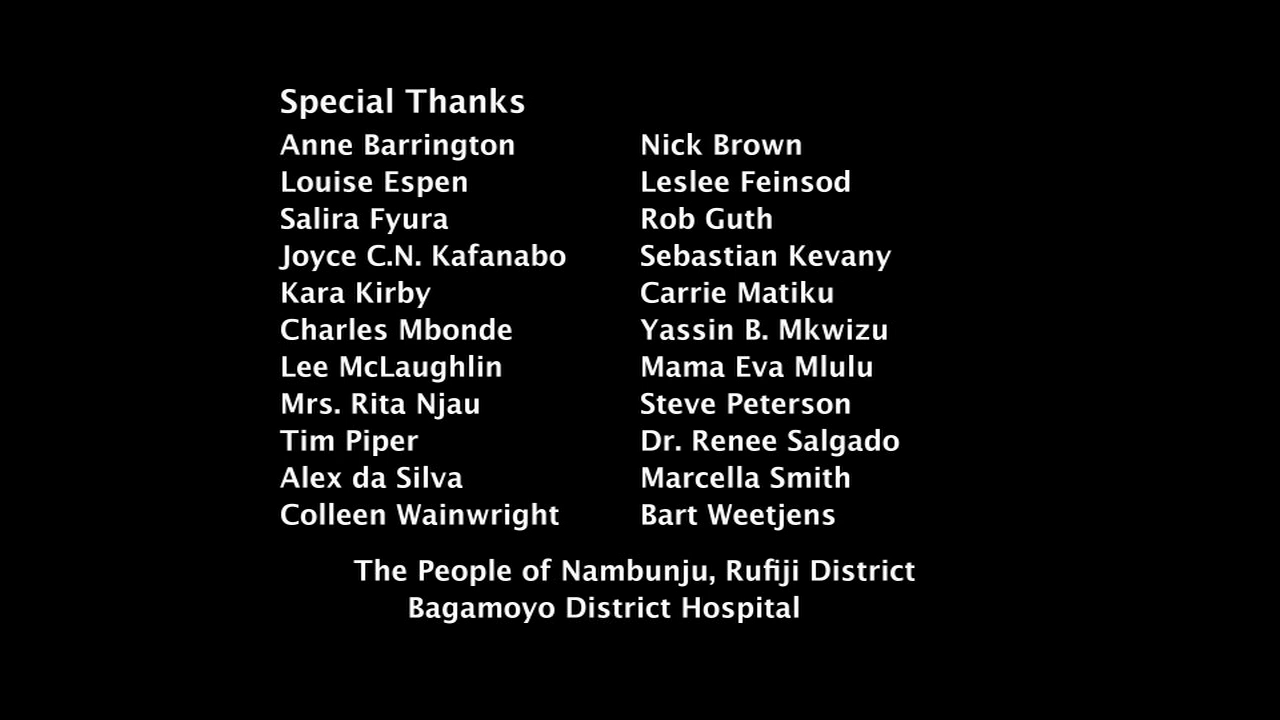 Special Thanks
Anne Barrington Nick Brown
Louise Espen Leslee Feinsod
Salira Fyura Rob Guth
Joyce C.N. Kafanabo Sebastian Kevany
Kara Kirby Carrie Matiku
Charles Mbonde Yassin B. Mkwizu
Lee McLaughlin Mama Eva Mlulu
Mrs. Rita Njau Steve Peterson
Tim Piper Dr. Renee Salgado
Alex da Silva Marcella Smith
Colleen Wainwright Bart Weetjens
The People of Nambunju, Rufiji District
Bagamoyo District Hospital